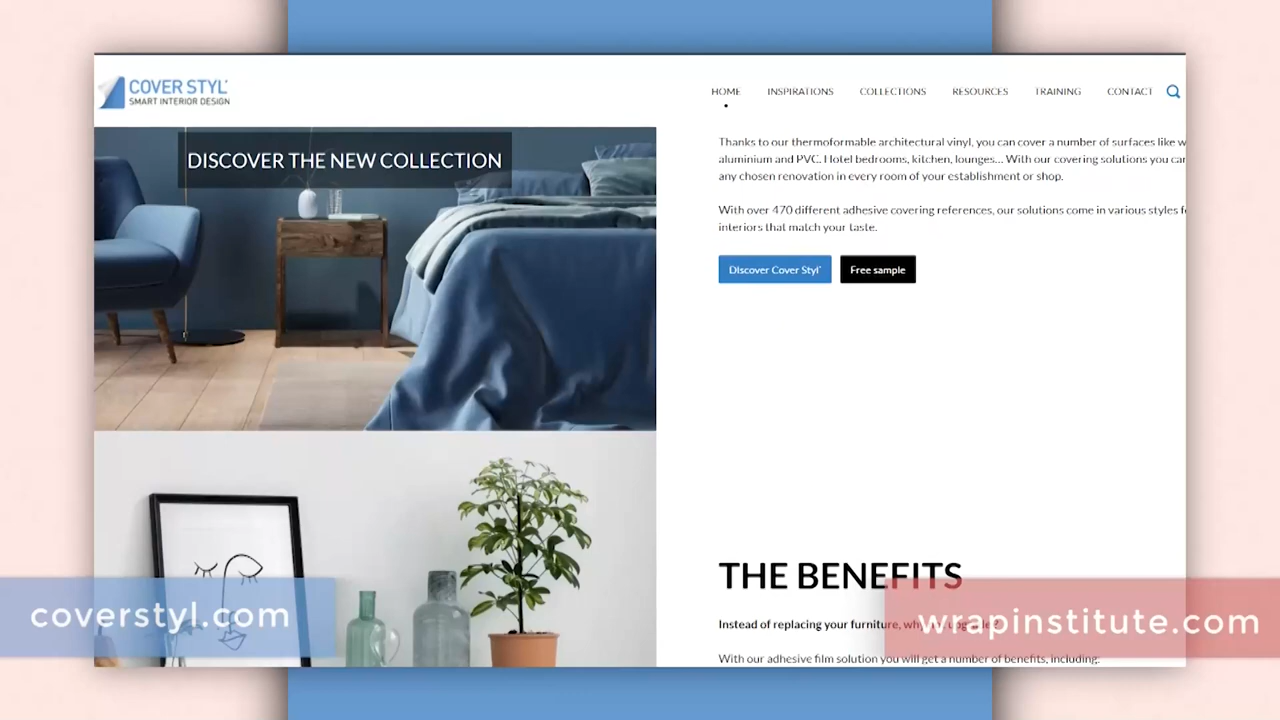 COVER STYL'
SMART INTERIOR DESIGN
HOME
INSPIRATIONS
COLLECTIONS
RESOURCES
TRAINING
CONTACT
DISCOVER THE NEW COLLECTION
Thanks to our thermoformable architectural vinyl, you can cover a number of surfaces like w
aluminium and PVC. Hotel bedrooms, kitchen, lounges... With our covering solutions you can
any chosen renovation in every room of your establishment or shop.
With over 470 different adhesive covering references, our solutions come in various styles f
interiors that match your taste.
Discover Cover Styl'
Free sample
THE BENEFITS
Instead of replacing your furniture, why
With our adhesive film solution you will get a number of benefits, including:
coverstyl.com
wrapinstitute.com